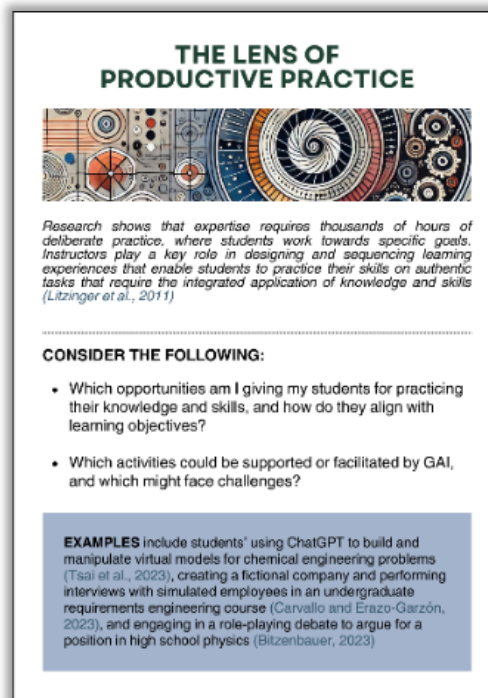 THE LENS OF
PRODUCTIVE PRACTICE
Research shows that expertise requires thousands of hours of
deliberate practice, where students work towards specific goals.
Instructors play a key role in designing and sequencing learning
experiences that enable students to practice their skills on authentic
tasks that require the integrated application of knowledge and skills
(Litzinger et al., 2011)
CONSIDER THE FOLLOWING:
• Which opportunities am I giving my students for practicing
their knowledge and skills, and how do they align with
learning objectives?
• Which activities could be supported or facilitated by GAI,
and which might face challenges?
EXAMPLES include students' using ChatGPT to build and
manipulate virtual models for chemical engineering problems
(Tsai et al., 2023), creating a fictional company and performing
interviews with simulated employees in an undergraduate
requirements engineering course (Carvallo and Erazo-Garzón,
2023), and engaging in a role-playing debate to argue for a
position in high school physics (Bitzenbauer, 2023)